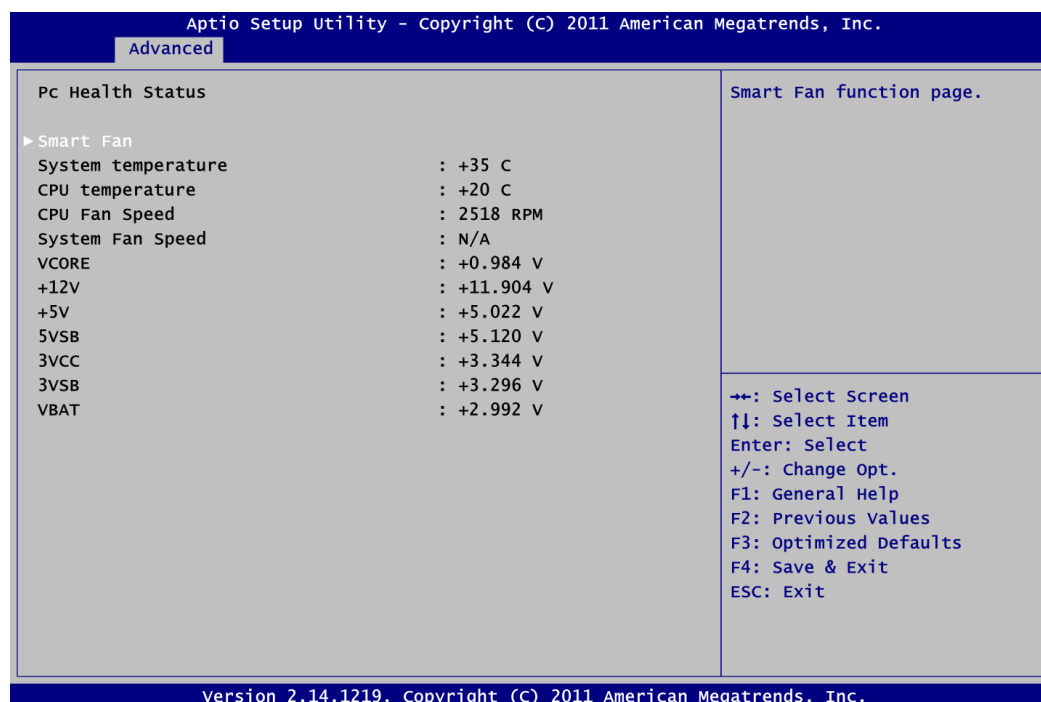 Aptio Setup Utility - Copyright (C) 2011 American Megatrends, Inc.
Advanced
Pc Health Status
▶ Smart Fan
System temperature : +35 C
CPU temperature : +20 C
CPU Fan Speed : 2518 RPM
System Fan Speed : N/A
VCORE : +0.984 V
+12V : +11.904 V
+5V : +5.022 V
5VSB : +5.120 V
3VCC : +3.344 V
3VSB : +3.296 V
VBAT : +2.992 V
Smart Fan function page.
→←: Select Screen
↑↓: Select Item
Enter: Select
+/-: Change Opt.
F1: General Help
F2: Previous Values
F3: Optimized Defaults
F4: Save & Exit
ESC: Exit
Version 2.14.1219. Copyright (C) 2011 American Megatrends, Inc.